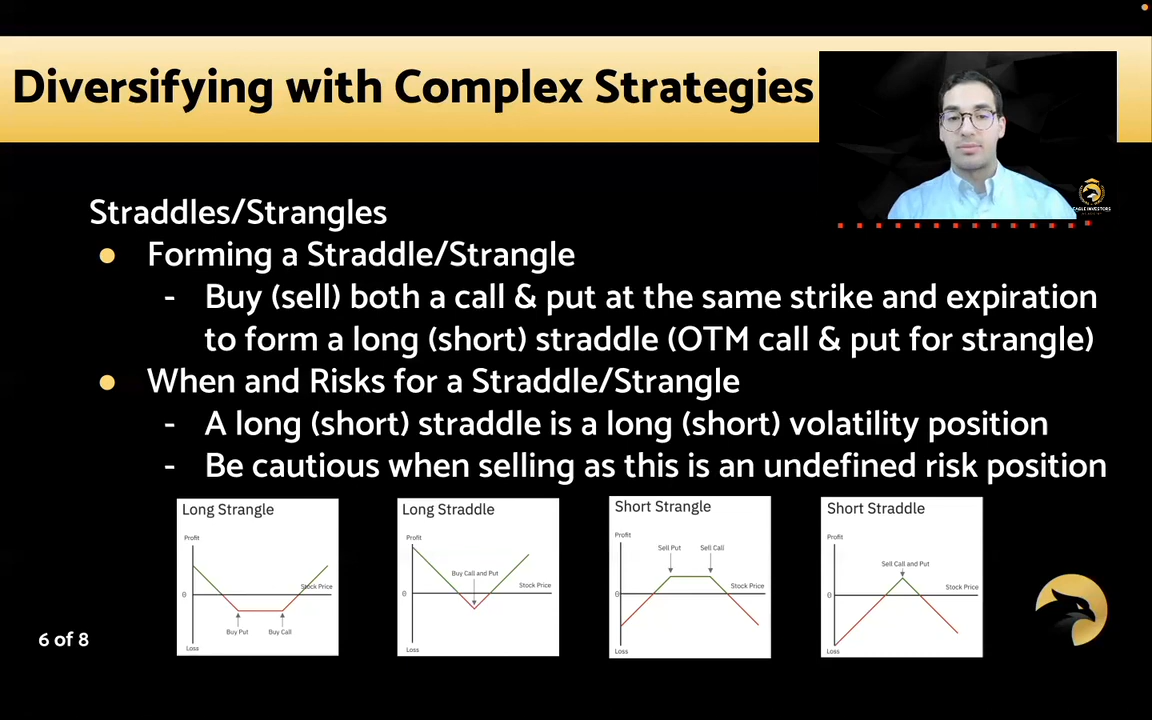 Diversifying with Complex Strategies
EAGLE INVESTORS
Straddles/Strangles
● Forming a Straddle/Strangle
- Buy (sell) both a call & put at the same strike and expiration
to form a long (short) straddle (OTM call & put for strangle)
● When and Risks for a Straddle/Strangle
- A long (short) straddle is a long (short) volatility position
- Be cautious when selling as this is an undefined risk position
Long Strangle
Profit
Stock Price
0
Buy Put
Buy Call
Loss
Long Straddle
Profit
Buy Call and Put
Stock Price
0
Loss
Short Strangle
Profit
Sell Put
Sell Call
Stock Price
0
Loss
Short Straddle
Profit
Sell Call and Put
Stock Price
0
Loss
6 of 8